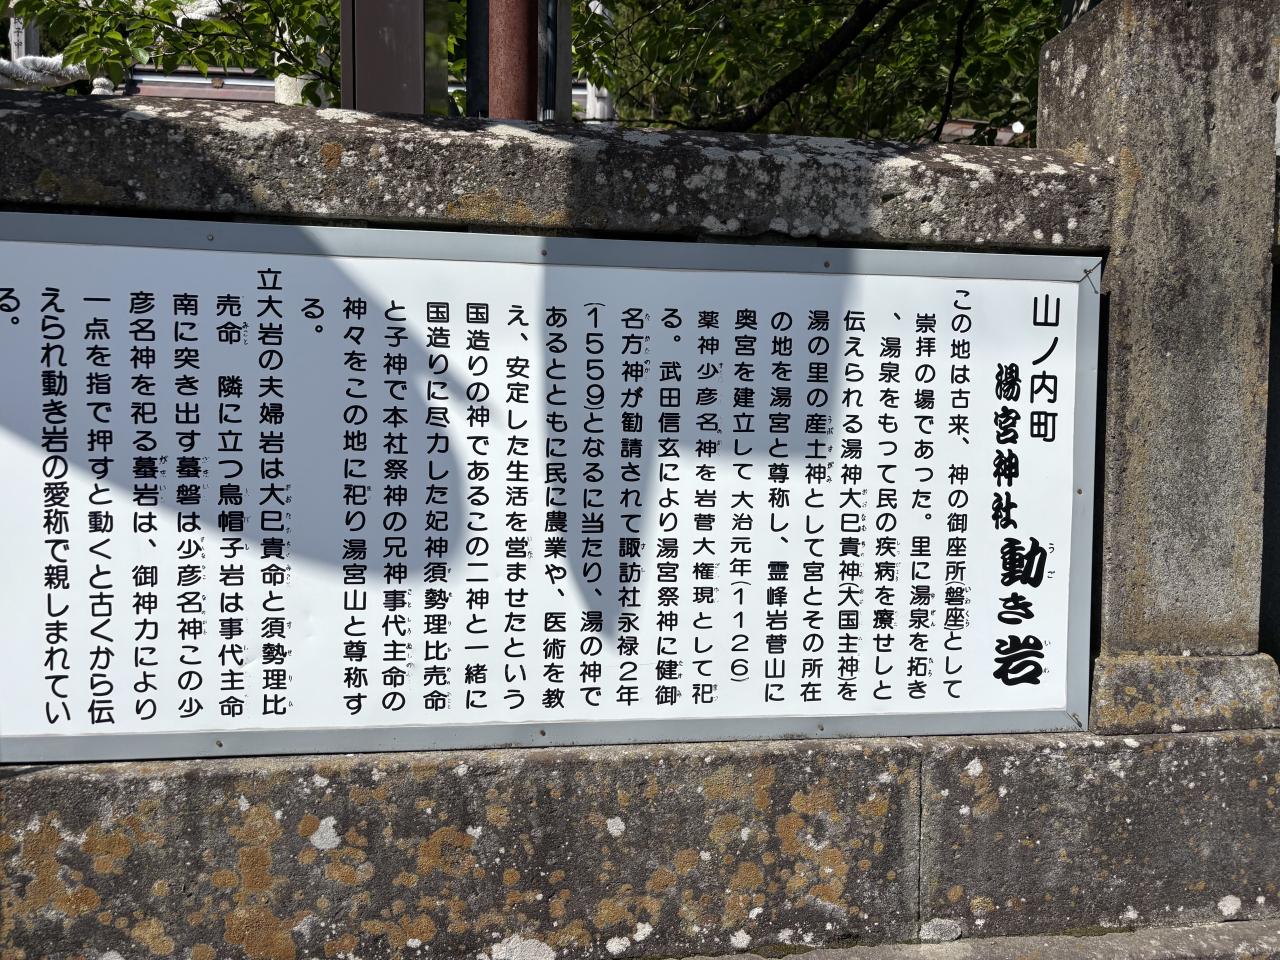 山ノ内町
湯宮神社 動き岩
この地は古来、神の御座所(磐座)として
崇拝の場であった。里に湯泉を拓き
、湯泉をもって民の疾病を療せしと
伝えられる湯神大巳貴神(大国主神)を
湯の里の産土神として宮とその所在
の地を湯宮と尊称し、霊峰岩菅山に
奥宮を建立して大治元年(1126)
薬神少彦名神を岩菅大権現として祀
る。武田信玄により湯宮祭神に健御
名方神が勧請されて諏訪社永禄2年
(1559)となるに当たり、湯の神で
あるとともに民に農業や、医術を教
え、安定した生活を営ませたという
国造りの神であるこの二神と一緒に
国造りに尽力した妃神須勢理比売命
と子神で本社祭神の兄神事代主命の
神々をこの地に祀り湯宮山と尊称す
る。
立大岩の夫婦岩は大巳貴命と須勢理比
売命 隣に立つ烏帽子岩は事代主命
南に突き出す蟇磐は少彦名神この少
彦名神を祀る蟇岩は、御神力により
一点を指で押すと動くと古くから伝
えられ動き岩の愛称で親しまれてい
る。